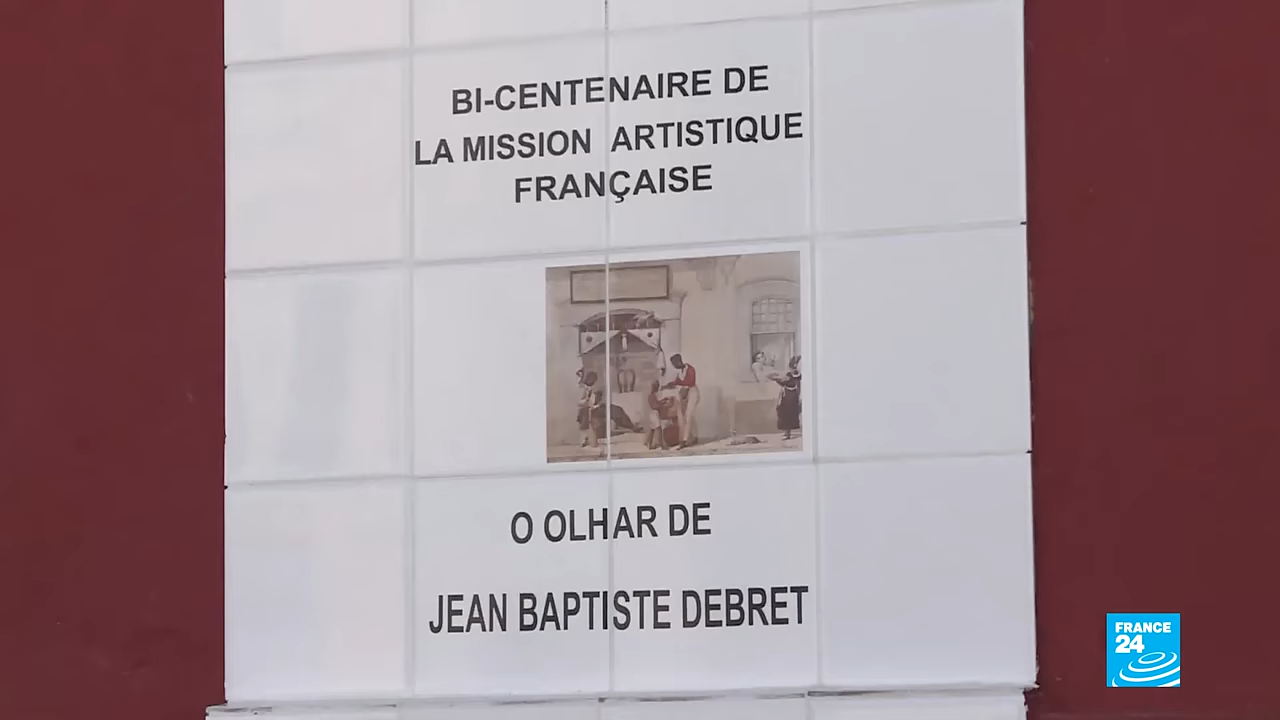 BI-CENTENAIRE DE
LA MISSION ARTISTIQUE
FRANÇAISE
O OLHAR DE
JEAN BAPTISTE DEBRET
FRANCE
24